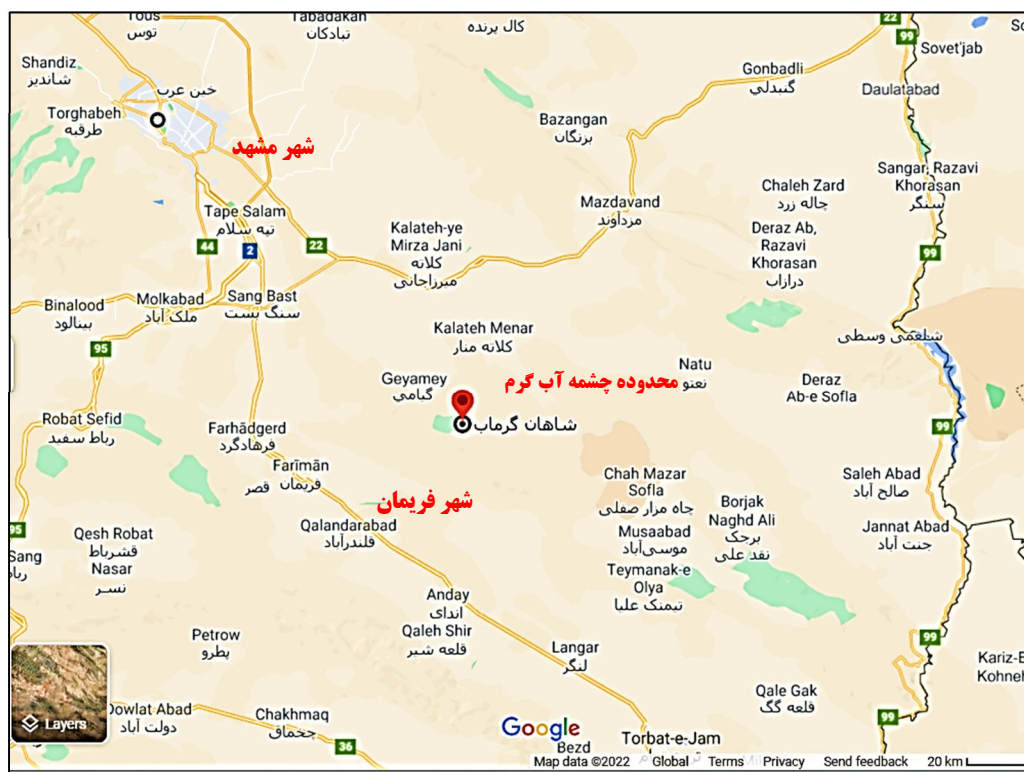 Tous
توس
Tabadakan
تبادکان
کال پرنده
22
99
Sovet'jab
Shandiz
شاندیز
خین عرب
Gonbadli
گنبدلي
Daulatabad
Torghabeh
طرقبه
شهر مشهد
Bazangan
بزنگان
Sangar, Razavi
Khorasan
سنگر
Chaleh Zard
چاله زرد
Mazdavand
مزداوند
Tape Salam
تپه سلام
Kalateh-ye
Mirza Jani
کلاته
میرزاجانی
Deraz Ab,
Razavi
Khorasan
درازاب
44
2
22
99
Binalood
بینالود
Molkabad
ملک آباد
Sang Bast
سنگ بست
Kalateh Menar
کلاته منار
شلغمی وسطی
95
Geyamey
گیامي
محدوده چشمه آب گرم
Natu
نعتو
Deraz
Ab-e Sofla
شاهان گرماب
Robat Sefid
رباط سفید
Farhādgerd
فرهادگرد
99
Farīmān
فریمان
قصر
Chah Mazar
Sofla
چاه مزار صفلی
Saleh Abad
صالح آباد
شهر فریمان
Borjak
Naghd Ali
برجک
نقد علی
95
Qesh Robat
قشرباط
Nasar
نسر
Qalandarabad
قلندرآباد
Musaabad
موسی‌آباد
Jannat Abad
جنت آباد
Sang
Teymanak-e
Olya
تیمنک علیا
Anday
اندای
Qaleh Shir
قلعه شیر
Petrow
پطرو
Langar
لنگر
99
Kariz-E
Kohneh
Layers
Dowlat Abad
دولت آباد
Chakhmaq
چخماق
36
Qale Gak
قلعه گگ
99
Google
Bezd
Torbat-e-Jam
Map data ©2022 Global Terms Privacy Send feedback 20 km